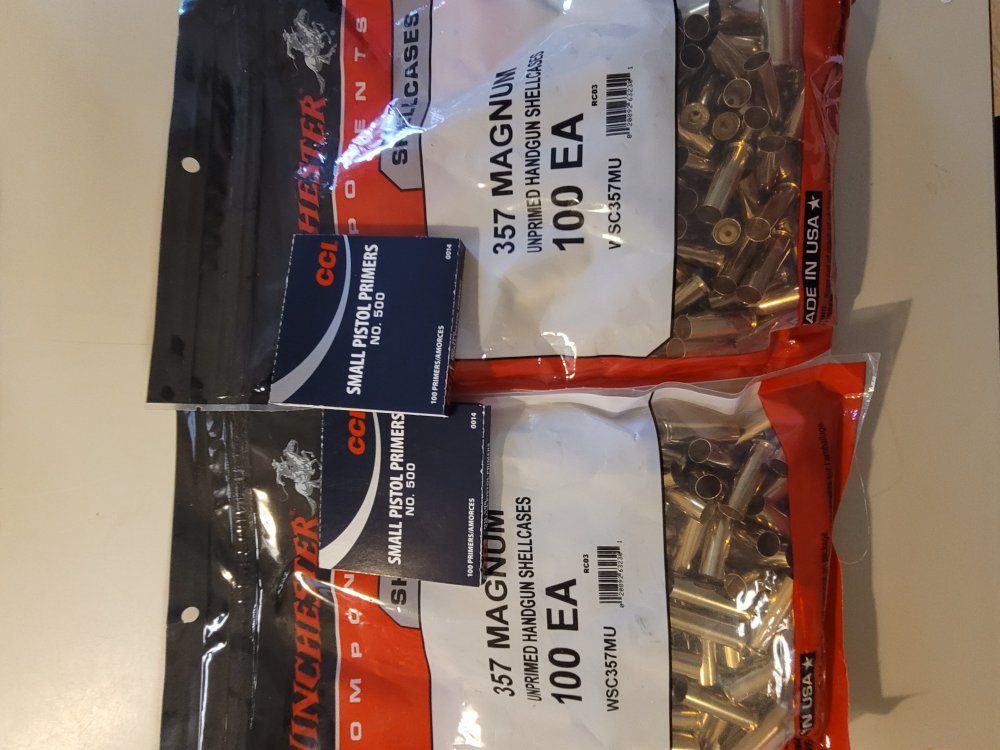 WINCHESTER
COMPONENTS
SHELLCASES
357 MAGNUM
UNPRIMED HANDGUN SHELLCASES
100 EA
RC03
WSC357MU
MADE IN USA
CCI
SMALL PISTOL PRIMERS
NO. 500
100 PRIMERS/AMORCES
0014
WINCHESTER
COMPON
SH
357 MAGNUM
UNPRIMED HANDGUN SHELLCASES
100 EA
RC03
WSC357MU
IN USA
CCI
SMALL PISTOL PRIMERS
NO. 500
100 PRIMERS/AMORCES
0014